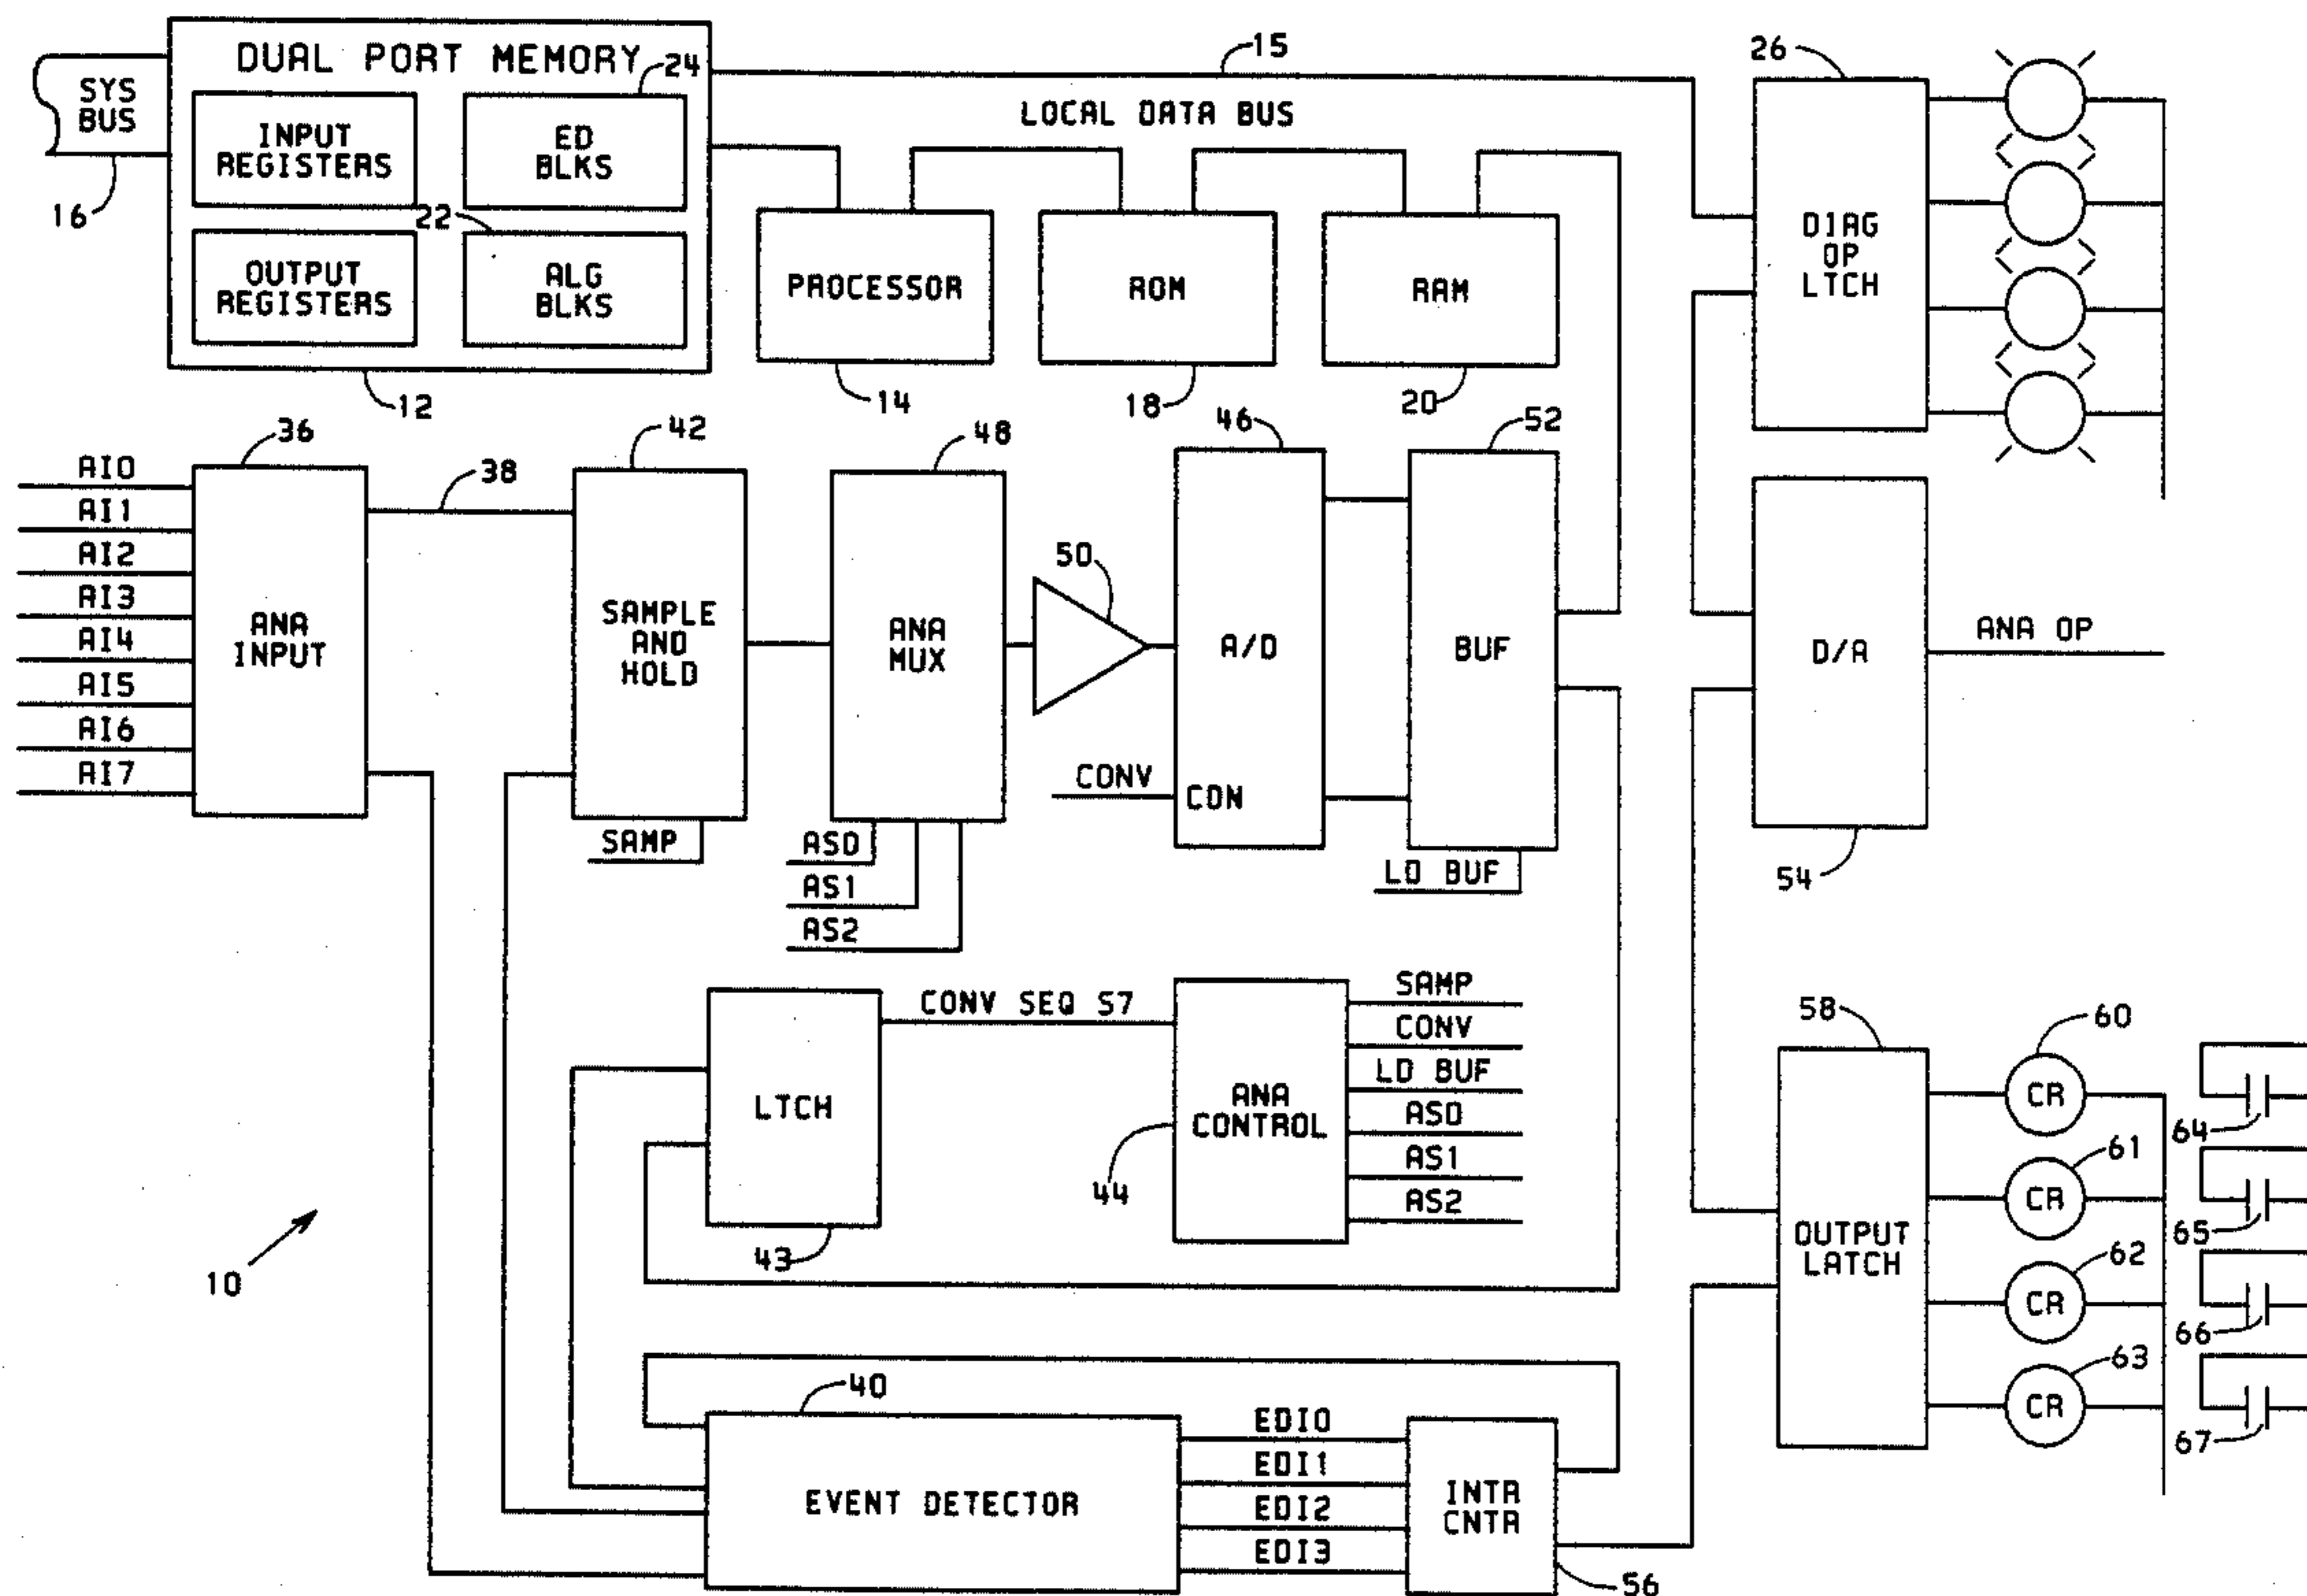 DUAL PORT MEMORY
24
SYS
BUS
16
INPUT
REGISTERS
ED
BLKS
22
OUTPUT
REGISTERS
ALG
BLKS
12
15
LOCAL DATA BUS
PROCESSOR
14
ROM
18
RAM
20
26
DIAG
OP
LTCH
36
AI0
AI1
AI2
AI3
AI4
AI5
AI6
AI7
ANA
INPUT
38
42
SAMPLE
AND
HOLD
SAMP
48
ANA
MUX
AS0
AS1
AS2
50
46
A/D
CONV
CON
52
BUF
LD BUF
D/A
ANA OP
54
LTCH
43
CONV SEQ 57
ANA
CONTROL
44
SAMP
CONV
LD BUF
AS0
AS1
AS2
10
40
EVENT DETECTOR
EDI0
EDI1
EDI2
EDI3
INTR
CNTR
56
58
OUTPUT
LATCH
60
CR
61
CR
62
CR
63
CR
64
65
66
67